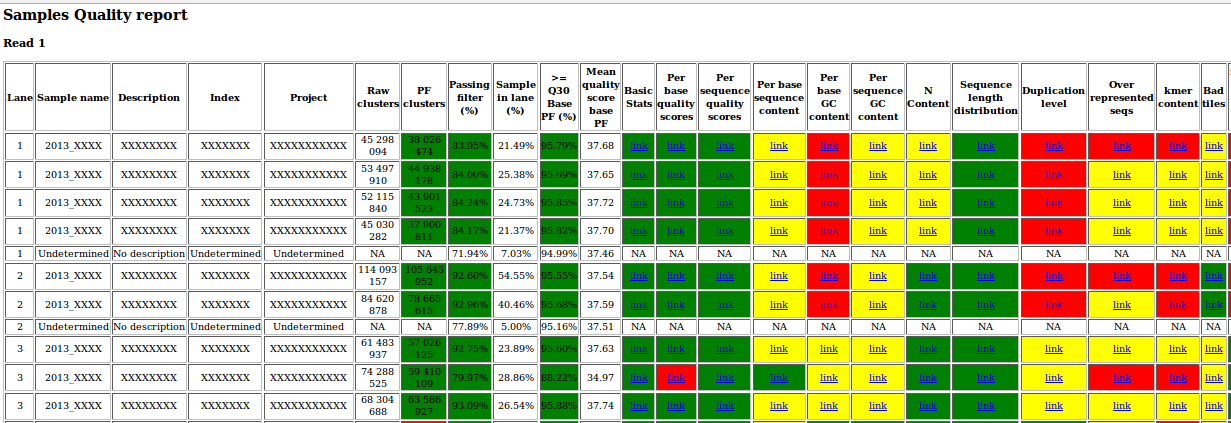 Samples Quality report
Read 1
Lane Sample name Description Index Project Raw clusters PF clusters Passing filter (%) Sample in lane (%) >= Q30 Base PF (%) Mean quality score base PF Basic Stats Per base quality scores Per sequence quality scores Per base sequence content Per base GC content Per sequence GC content N Content Sequence length distribution Duplication level Over represented seqs kmer content Bad tiles
1 2013_XXXX XXXXXXXX XXXXXXX XXXXXXXXXXX 45 298 094 38 026 474 83.95% 21.49% 95.79% 37.68 link link link link link link link link link link link link
1 2013_XXXX XXXXXXXX XXXXXXX XXXXXXXXXXX 53 497 910 44 938 178 84.00% 25.38% 95.69% 37.65 link link link link link link link link link link link link
1 2013_XXXX XXXXXXXX XXXXXXX XXXXXXXXXXX 52 115 840 43 901 523 84.24% 24.73% 95.85% 37.72 link link link link link link link link link link link link
1 2013_XXXX XXXXXXXX XXXXXXX XXXXXXXXXXX 45 030 282 37 900 811 84.17% 21.37% 95.82% 37.70 link link link link link link link link link link link link
1 Undetermined No description Undetermined Undetermined NA NA 71.94% 7.03% 94.99% 37.46 NA NA NA NA NA NA NA NA NA NA NA NA
2 2013_XXXX XXXXXXXX XXXXXXX XXXXXXXXXXX 114 093 157 105 645 952 92.60% 54.55% 95.55% 37.54 link link link link link link link link link link link link
2 2013_XXXX XXXXXXXX XXXXXXX XXXXXXXXXXX 84 620 878 78 665 615 92.96% 40.46% 95.68% 37.59 link link link link link link link link link link link link
2 Undetermined No description Undetermined Undetermined NA NA 77.89% 5.00% 95.16% 37.51 NA NA NA NA NA NA NA NA NA NA NA NA
3 2013_XXXX XXXXXXXX XXXXXXX XXXXXXXXXXX 61 483 937 57 026 125 92.75% 23.89% 95.60% 37.63 link link link link link link link link link link link link
3 2013_XXXX XXXXXXXX XXXXXXX XXXXXXXXXXX 74 288 525 59 410 109 79.97% 28.86% 88.22% 34.97 link link link link link link link link link link link link
3 2013_XXXX XXXXXXXX XXXXXXX XXXXXXXXXXX 68 304 688 63 586 927 93.09% 26.54% 95.88% 37.74 link link link link link link link link link link link link